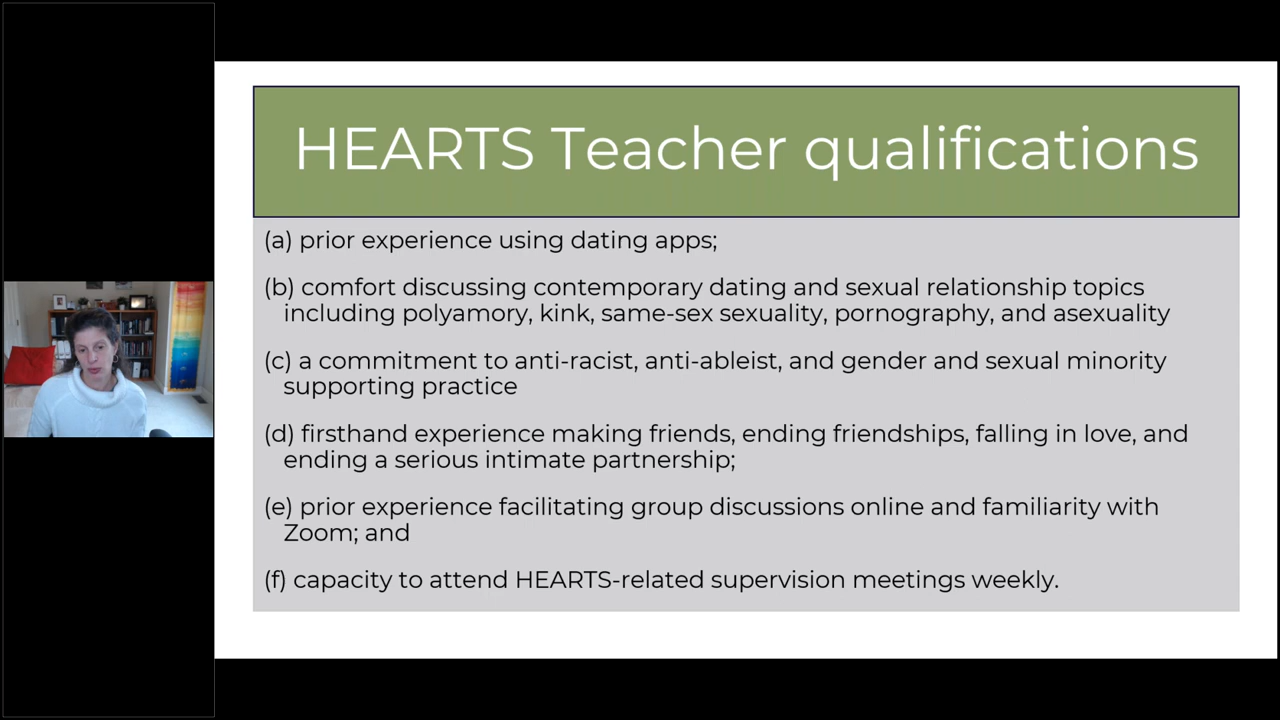 HEARTS Teacher qualifications
(a) prior experience using dating apps;
(b) comfort discussing contemporary dating and sexual relationship topics
including polyamory, kink, same-sex sexuality, pornography, and asexuality
(c) a commitment to anti-racist, anti-ableist, and gender and sexual minority
supporting practice
(d) firsthand experience making friends, ending friendships, falling in love, and
ending a serious intimate partnership;
(e) prior experience facilitating group discussions online and familiarity with
Zoom; and
(f) capacity to attend HEARTS-related supervision meetings weekly.